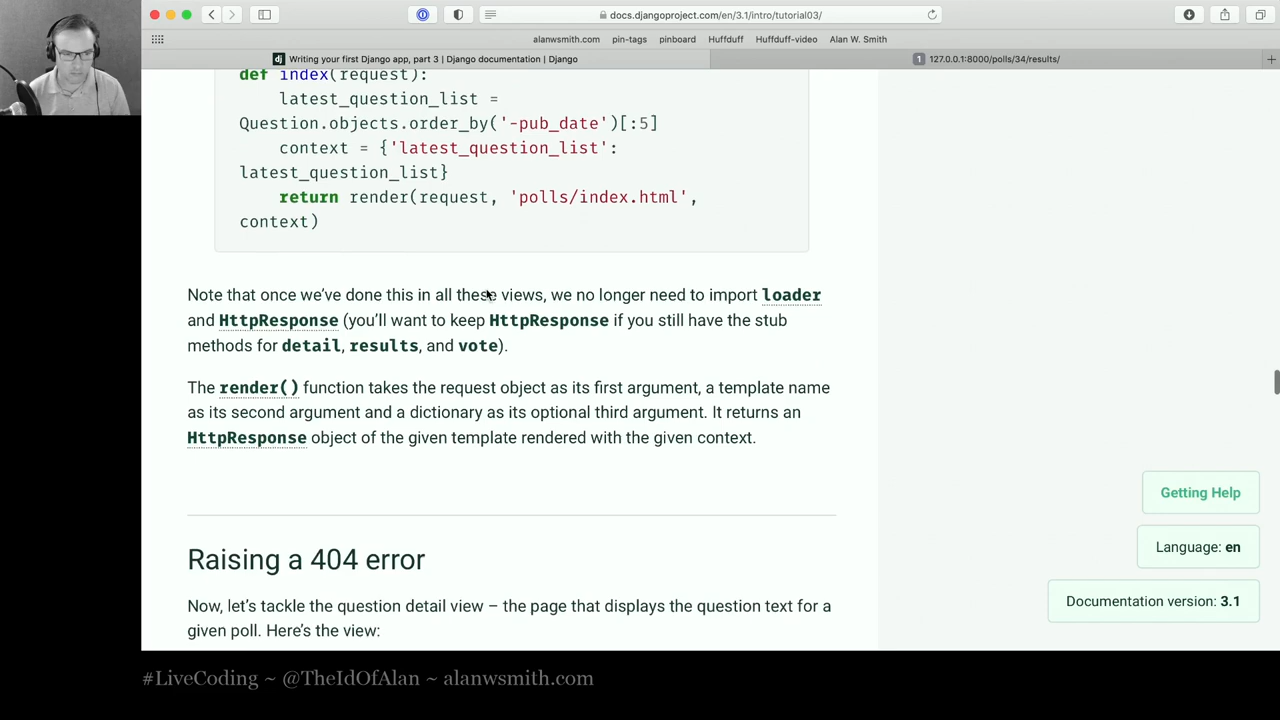 docs.djangoproject.com/en/3.1/intro/tutorial03/
alanwsmith.com pin-tags pinboard Huffduff Huffduff-video Alan W. Smith
dj Writing your first Django app, part 3 | Django documentation | Django
1 127.0.0.1:8000/polls/34/results/
def index(request):
latest_question_list =
Question.objects.order_by('-pub_date')[:5]
context = {'latest_question_list':
latest_question_list}
return render(request, 'polls/index.html',
context)
Note that once we've done this in all these views, we no longer need to import loader
and HttpResponse (you'll want to keep HttpResponse if you still have the stub
methods for detail, results, and vote).
The render() function takes the request object as its first argument, a template name
as its second argument and a dictionary as its optional third argument. It returns an
HttpResponse object of the given template rendered with the given context.
Getting Help
Language: en
Raising a 404 error
Documentation version: 3.1
Now, let's tackle the question detail view – the page that displays the question text for a
given poll. Here's the view:
#LiveCoding ~ @TheIdOfAlan ~ alanwsmith.com